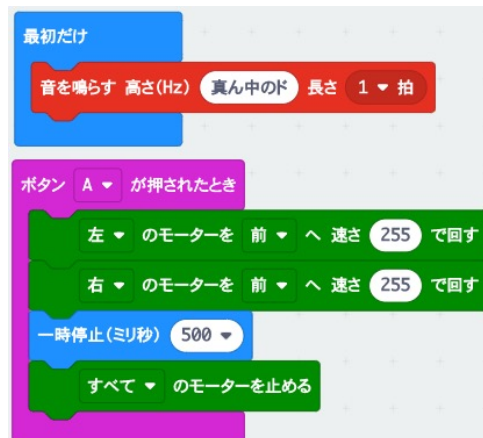 最初だけ
音を鳴らす 高さ(Hz) 真ん中のド 長さ 1 拍
ボタン A が押されたとき
左 のモーターを 前 へ 速さ 255 で回す
右 のモーターを 前 へ 速さ 255 で回す
一時停止(ミリ秒) 500
すべて のモーターを止める